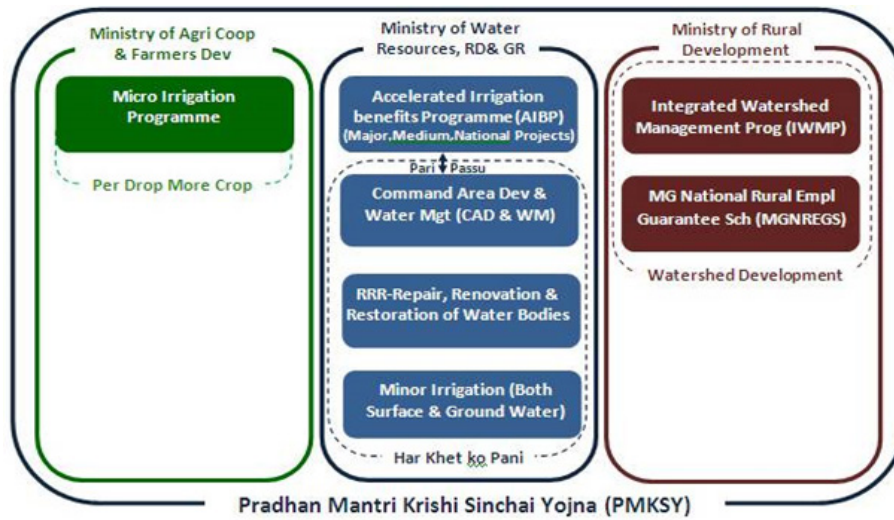 Ministry of Agri Coop
& Farmers Dev
Micro Irrigation
Programme
Per Drop More Crop
Ministry of Water
Resources, RD& GR
Accelerated Irrigation
benefits Programme (AIBP)
(Major.Medium,National Projects)
Pari Passu
Command Area Dev &
Water Mgt (CAD & WM)
RRR-Repair, Renovation &
Restoration of Water Bodies
Minor Irrigation (Both
Surface & Ground Water)
Har Khet ko Pani
Ministry of Rural
Development
Integrated Watershed
Management Prog (IWMP)
MG National Rural Empl
Guarantee Sch (MGNREGS)
Watershed Development
Pradhan Mantri Krishi Sinchai Yojna (PMKSY)